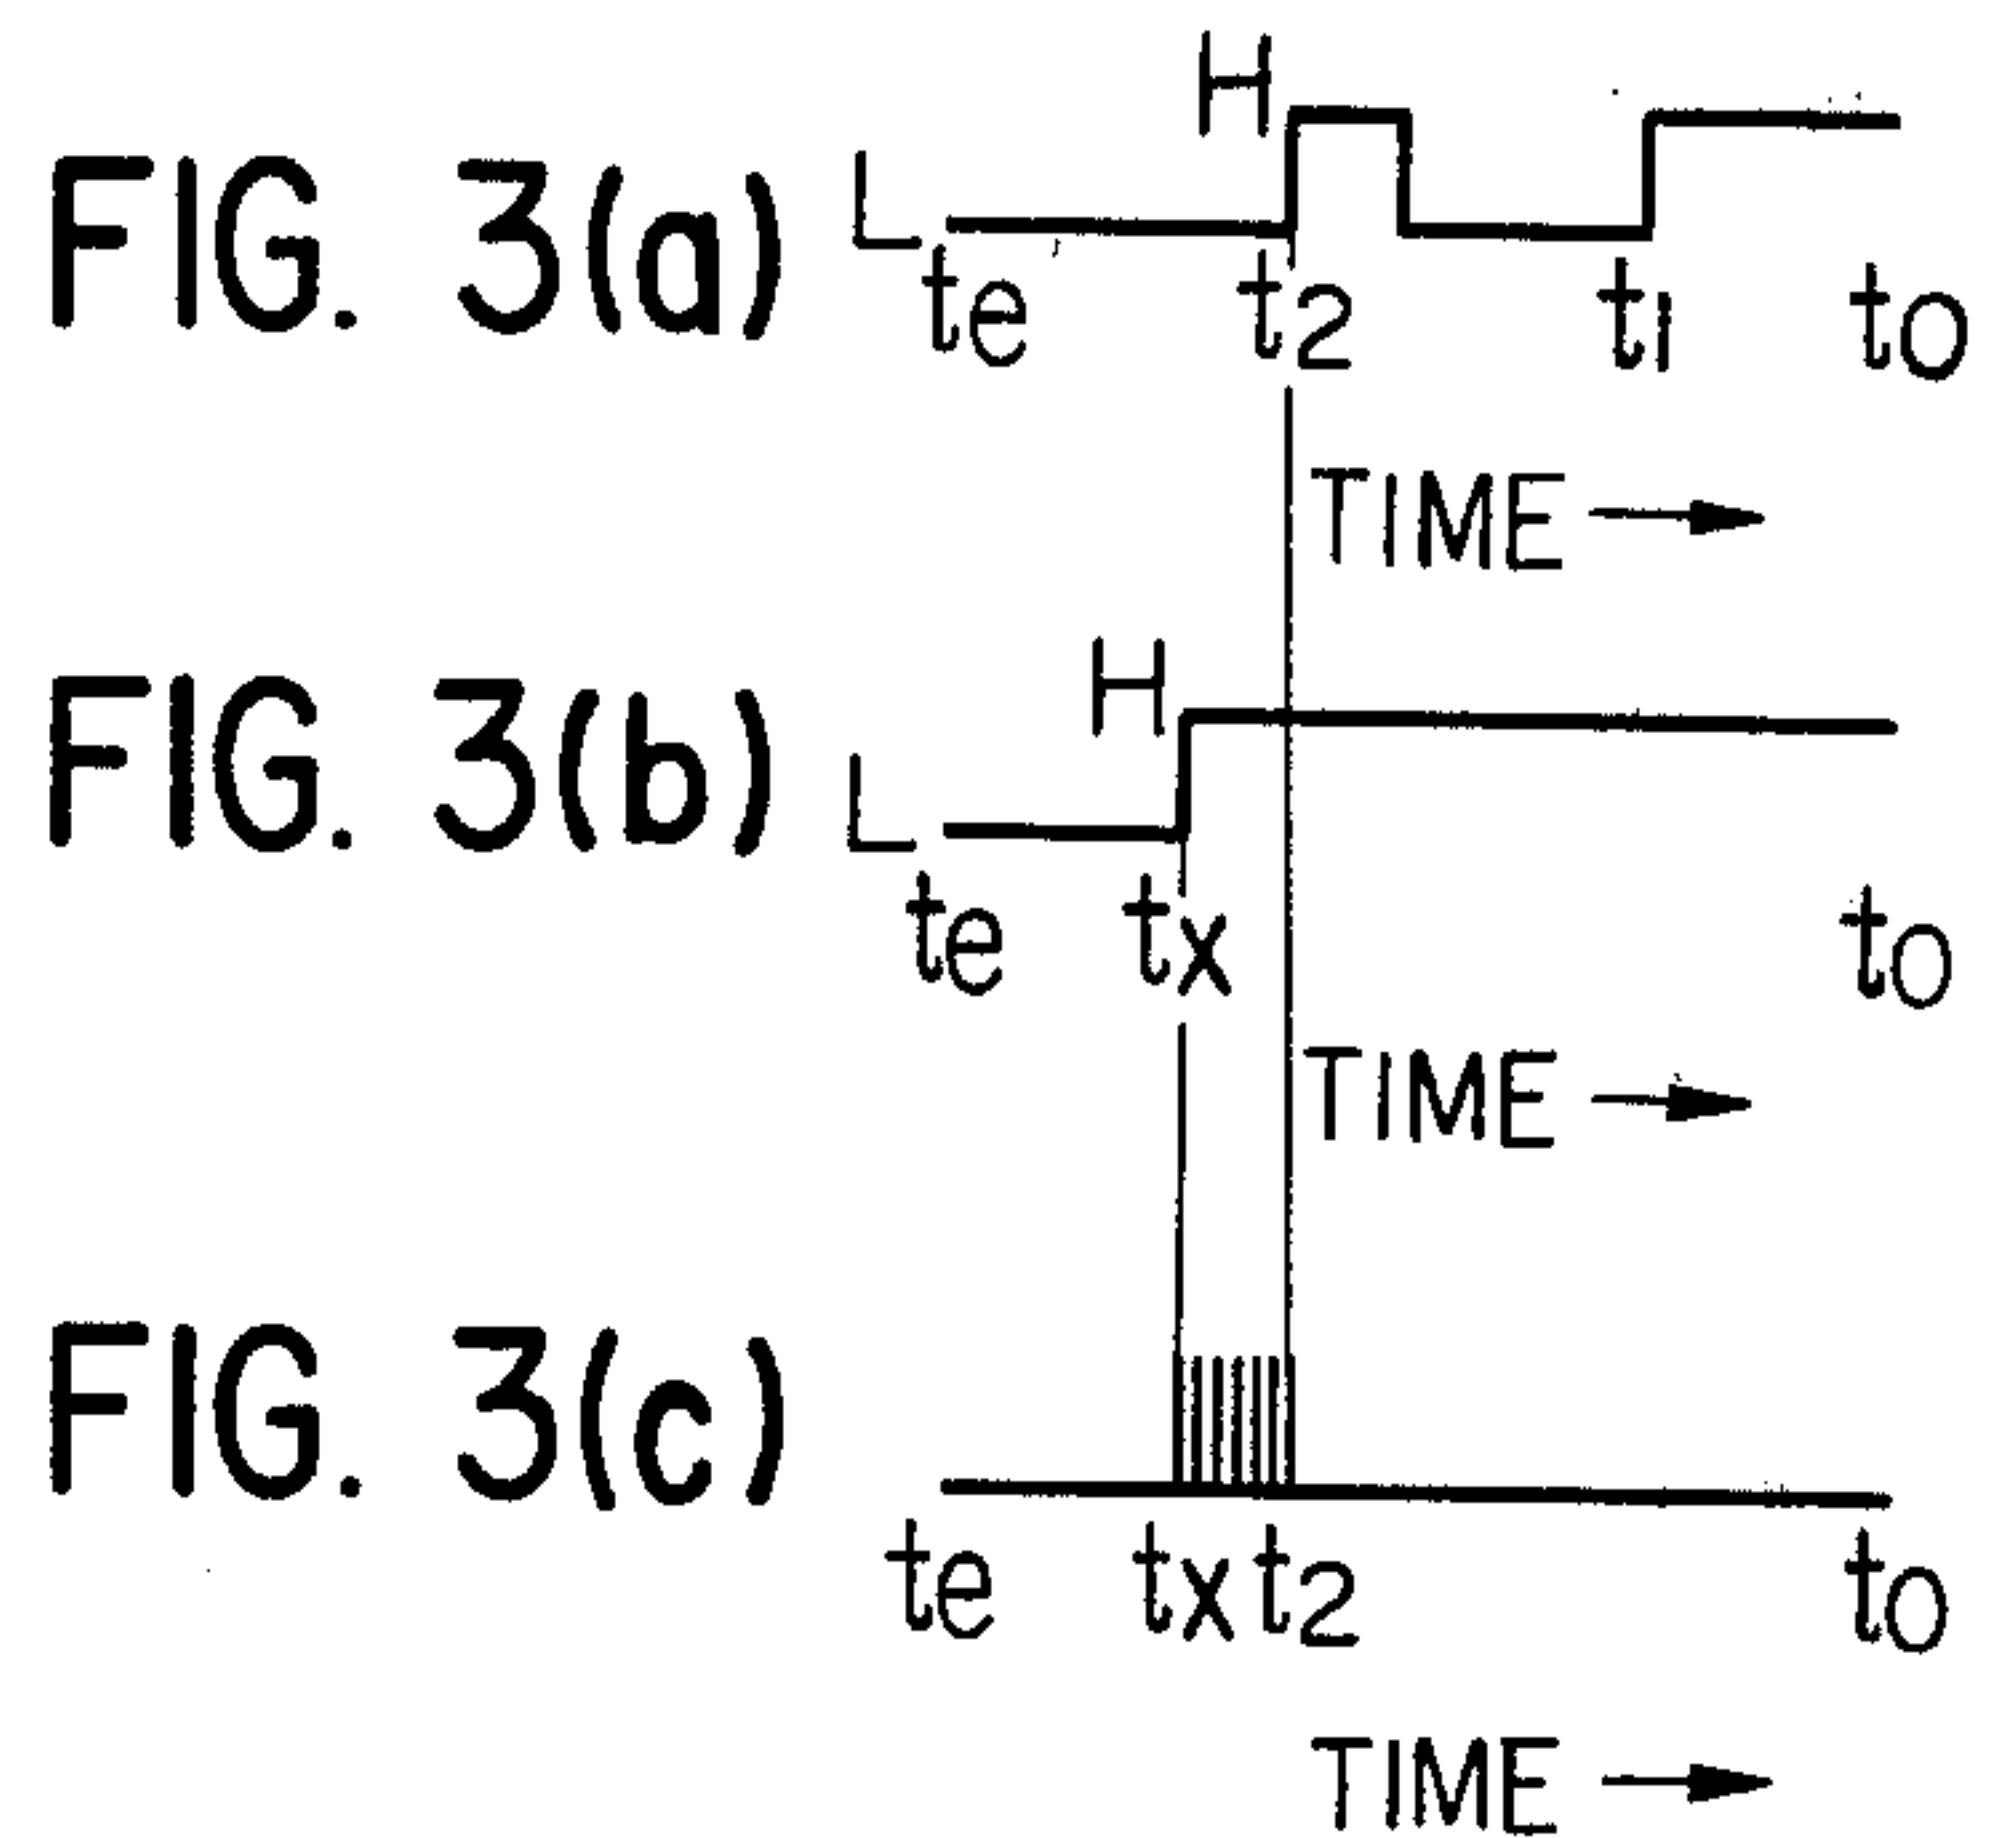 FIG. 3(a)
H
L
te t2 t1 to
TIME
FIG. 3(b)
H
L
te tx to
TIME
FIG. 3(c)
te tx t2 to
TIME